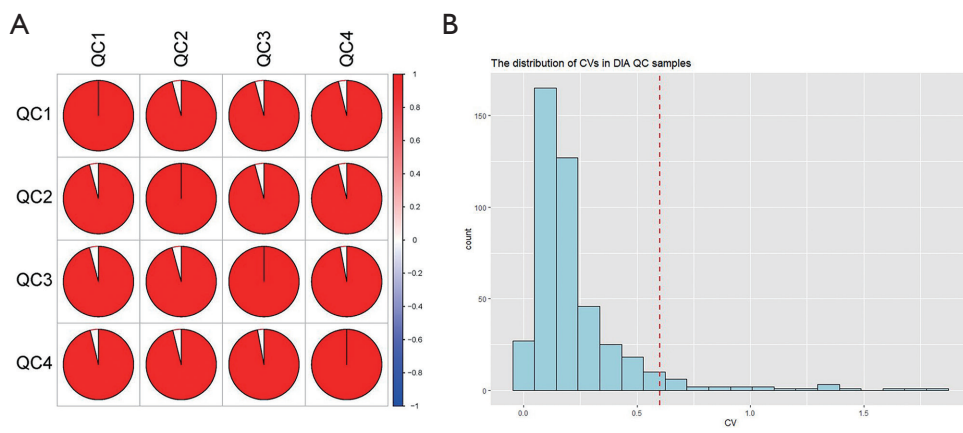 A
QC1 QC2 QC3 QC4
QC1
QC2
QC3
QC4
1
0.8
0.6
0.4
0.2
0
−0.2
−0.4
−0.6
−0.8
−1
B
The distribution of CVs in DIA QC samples
count
150
100
50
0
0.0 0.5 1.0 1.5
CV